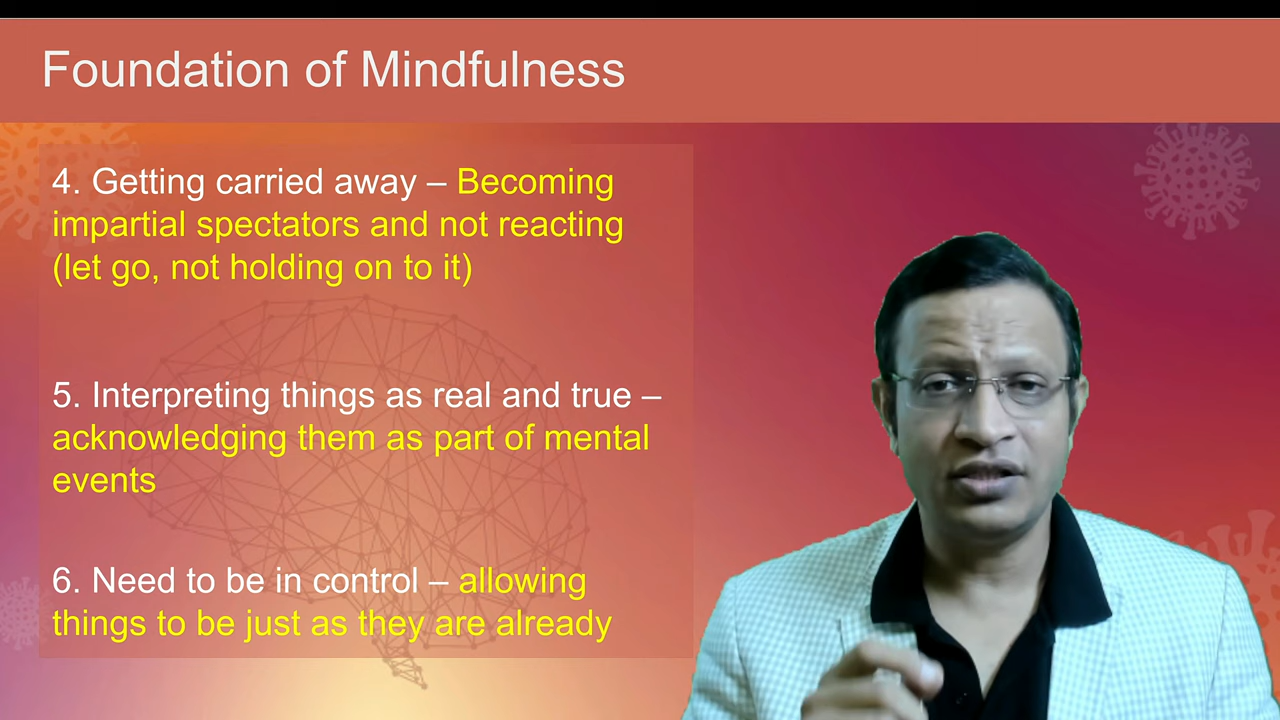 Foundation of Mindfulness
4. Getting carried away – Becoming
impartial spectators and not reacting
(let go, not holding on to it)
5. Interpreting things as real and true –
acknowledging them as part of mental
events
6. Need to be in control – allowing
things to be just as they are already